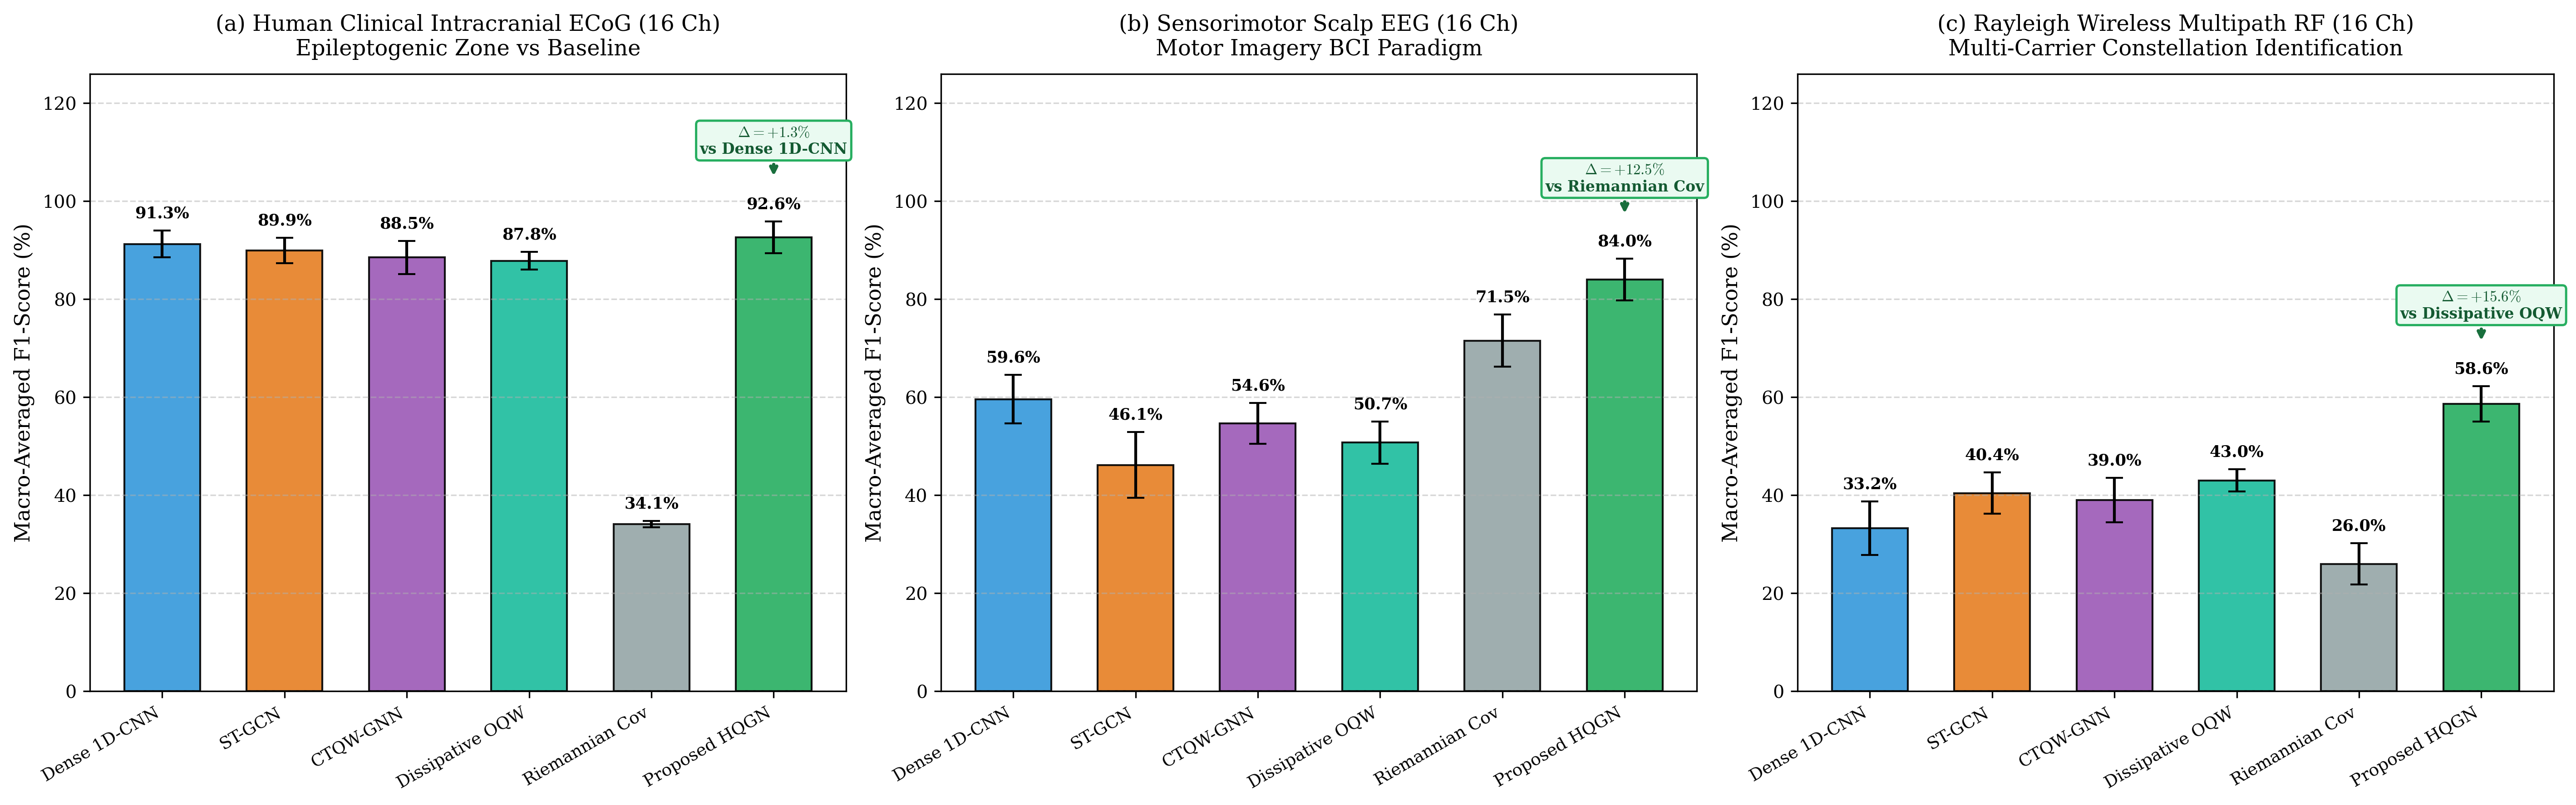 (a) Human Clinical Intracranial ECoG (16 Ch)
Epileptogenic Zone vs Baseline
Macro-Averaged F1-Score (%)
120
100
80
60
40
20
0
Δ = +1.3%
vs Dense 1D-CNN
91.3%
89.9%
88.5%
87.8%
34.1%
92.6%
Dense 1D-CNN
ST-GCN
CTQW-GNN
Dissipative OQW
Riemannian Cov
Proposed HQGN
(b) Sensorimotor Scalp EEG (16 Ch)
Motor Imagery BCI Paradigm
Macro-Averaged F1-Score (%)
120
100
80
60
40
20
0
Δ = +12.5%
vs Riemannian Cov
59.6%
46.1%
54.6%
50.7%
71.5%
84.0%
Dense 1D-CNN
ST-GCN
CTQW-GNN
Dissipative OQW
Riemannian Cov
Proposed HQGN
(c) Rayleigh Wireless Multipath RF (16 Ch)
Multi-Carrier Constellation Identification
Macro-Averaged F1-Score (%)
120
100
80
60
40
20
0
Δ = +15.6%
vs Dissipative OQW
33.2%
40.4%
39.0%
43.0%
26.0%
58.6%
Dense 1D-CNN
ST-GCN
CTQW-GNN
Dissipative OQW
Riemannian Cov
Proposed HQGN